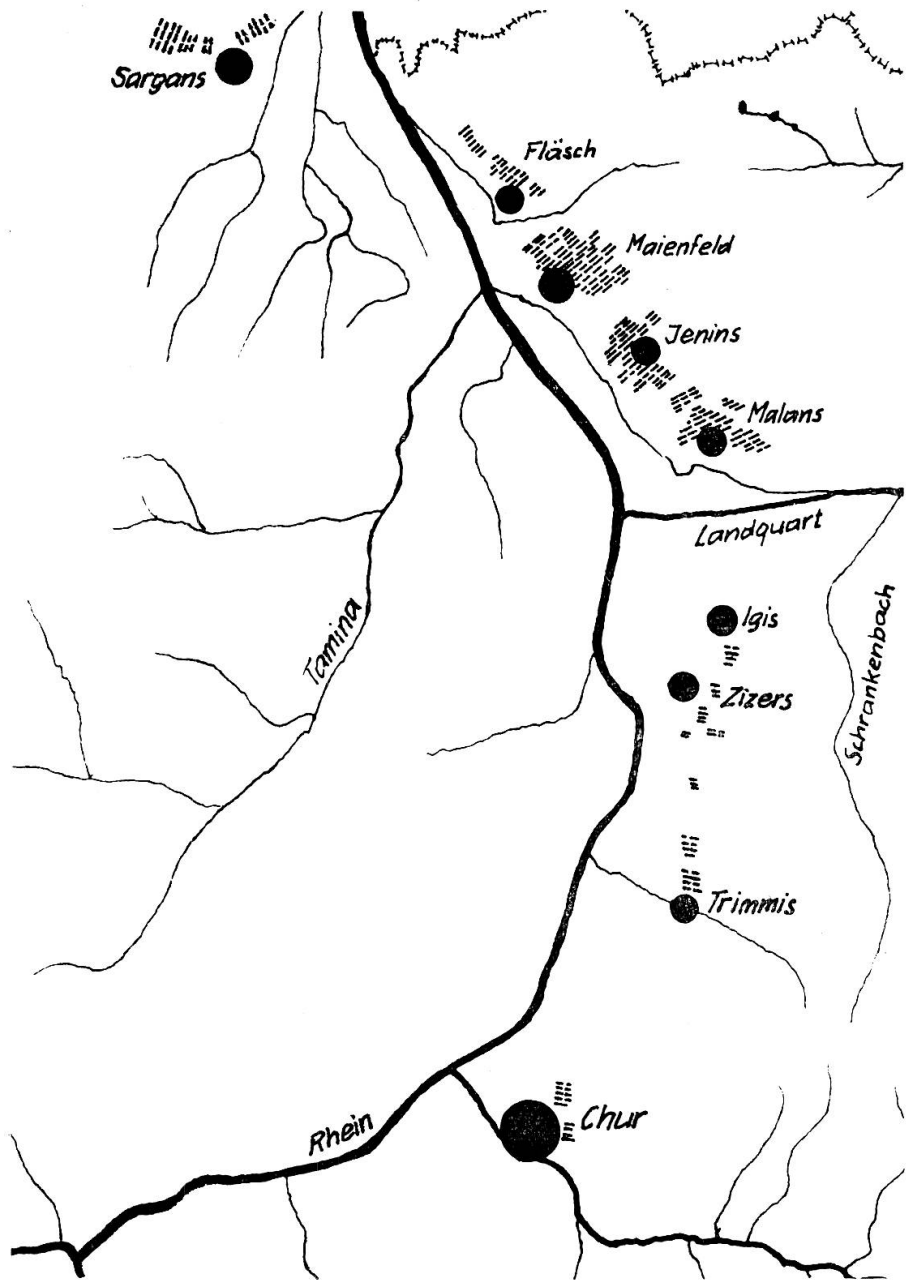 Sargans
Fläsch
Maienfeld
Jenins
Malans
Landquart
Schrankenbach
Tamina
Igis
Zizers
Trimmis
Chur
Rhein